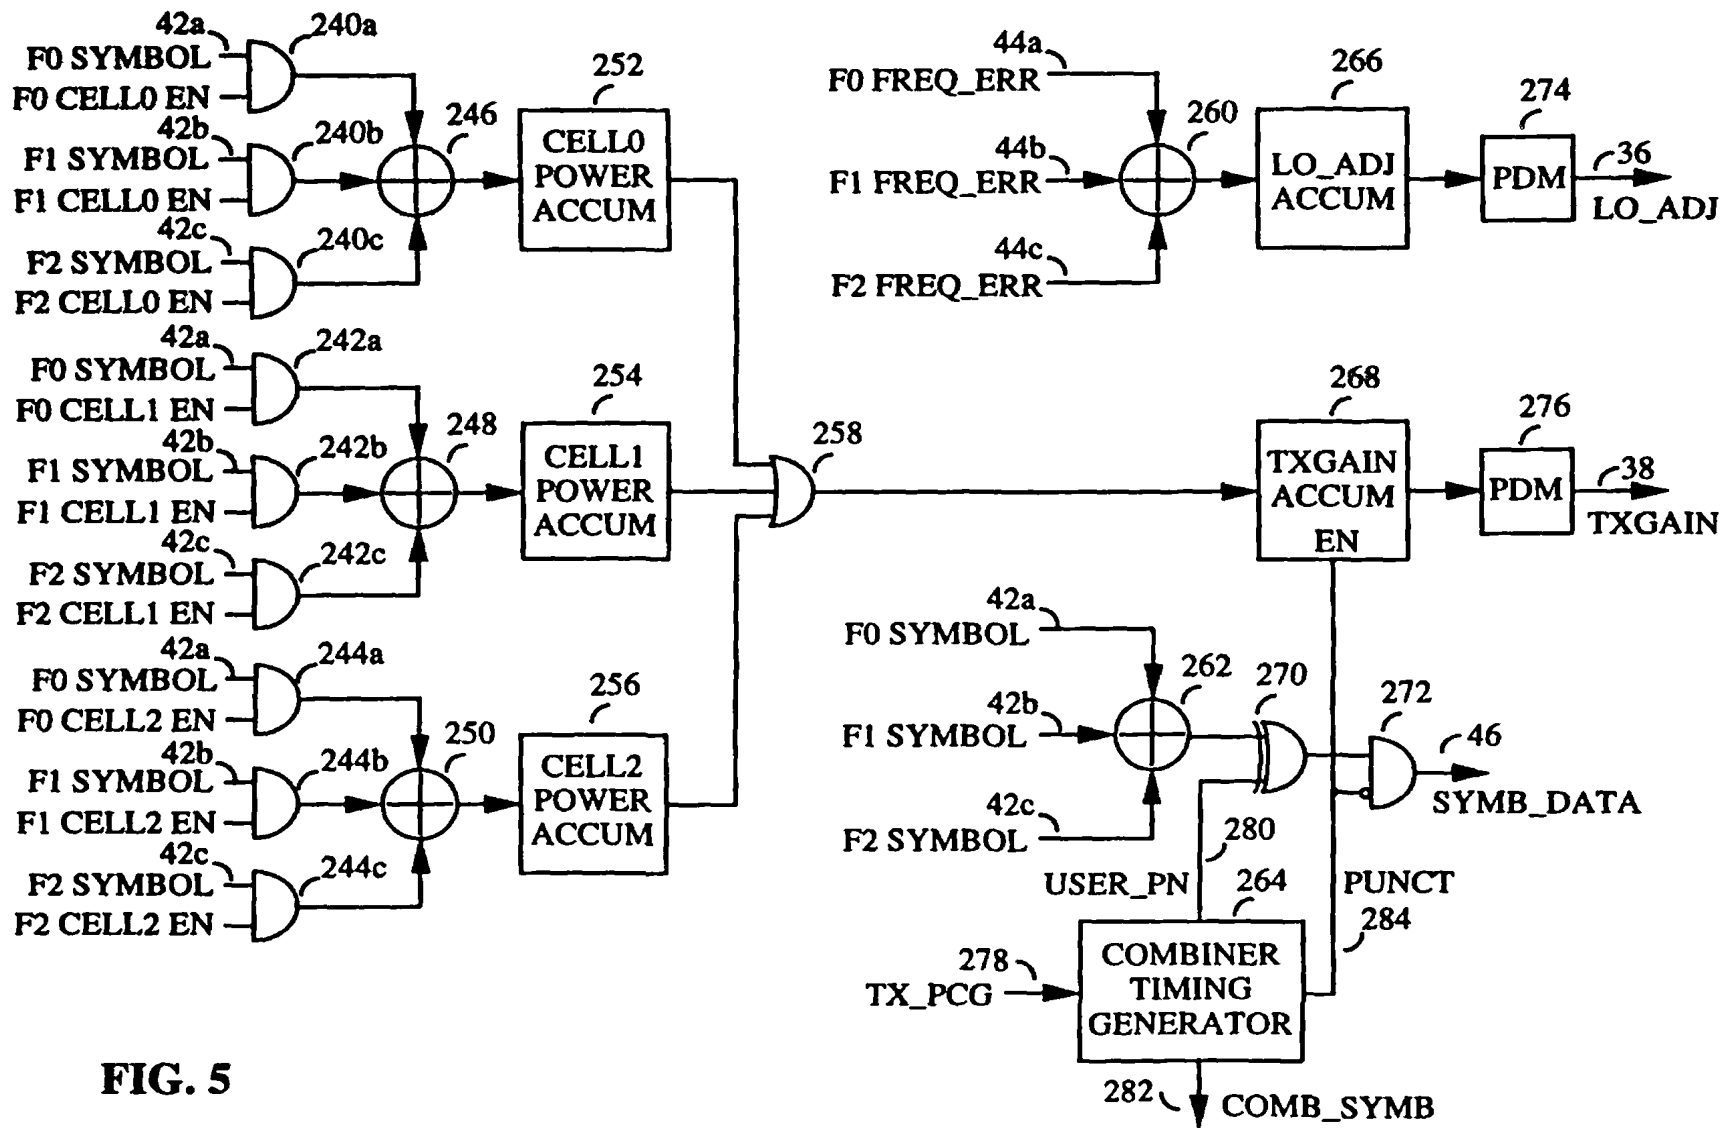 42a
240a
F0 SYMBOL
F0 CELL0 EN
42b
240b
F1 SYMBOL
F1 CELL0 EN
42c
240c
F2 SYMBOL
F2 CELL0 EN
246
252
CELL0
POWER
ACCUM
42a
242a
F0 SYMBOL
F0 CELL1 EN
42b
242b
F1 SYMBOL
F1 CELL1 EN
42c
242c
F2 SYMBOL
F2 CELL1 EN
248
254
CELL1
POWER
ACCUM
42a
244a
F0 SYMBOL
F0 CELL2 EN
42b
244b
F1 SYMBOL
F1 CELL2 EN
42c
244c
F2 SYMBOL
F2 CELL2 EN
250
256
CELL2
POWER
ACCUM
258
44a
F0 FREQ_ERR
44b
F1 FREQ_ERR
44c
F2 FREQ_ERR
260
266
LO_ADJ
ACCUM
274
PDM
36
LO_ADJ
268
TXGAIN
ACCUM
EN
276
PDM
38
TXGAIN
42a
F0 SYMBOL
42b
F1 SYMBOL
42c
F2 SYMBOL
262
270
272
46
SYMB_DATA
280
USER_PN
264
PUNCT
284
278
TX_PCG
COMBINER
TIMING
GENERATOR
282
COMB_SYMB
FIG. 5